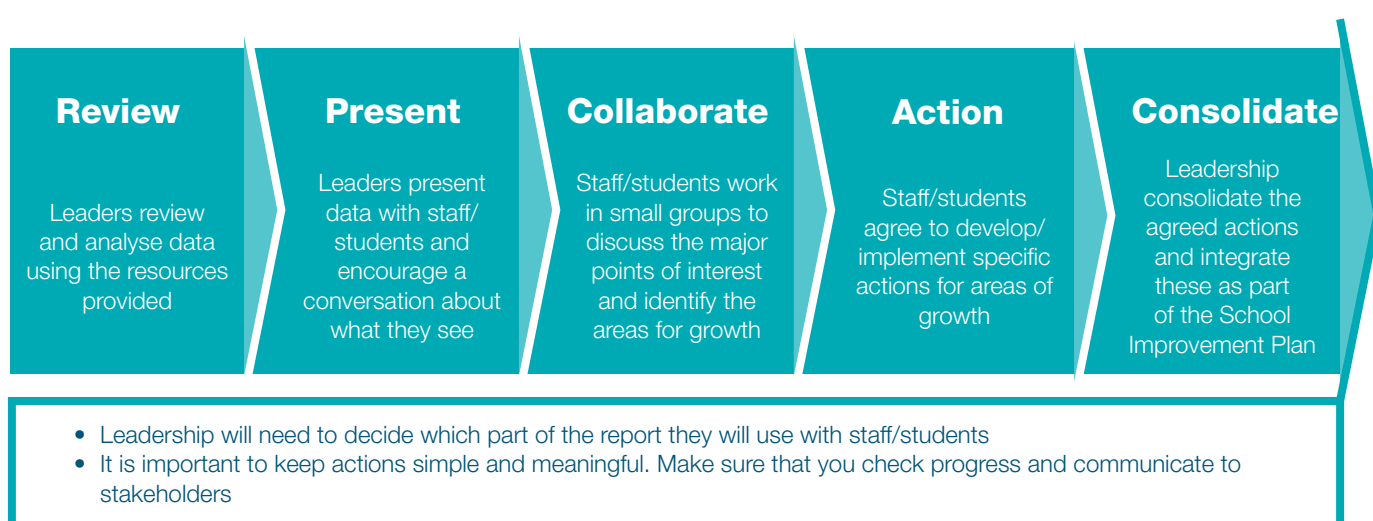 Review
Leaders review
and analyse data
using the resources
provided
Present
Leaders present
data with staff/
students and
encourage a
conversation about
what they see
Collaborate
Staff/students work
in small groups to
discuss the major
points of interest
and identify the
areas for growth
Action
Staff/students
agree to develop/
implement specific
actions for areas of
growth
Consolidate
Leadership
consolidate the
agreed actions
and integrate
these as part
of the School
Improvement Plan
• Leadership will need to decide which part of the report they will use with staff/students
• It is important to keep actions simple and meaningful. Make sure that you check progress and communicate to
stakeholders